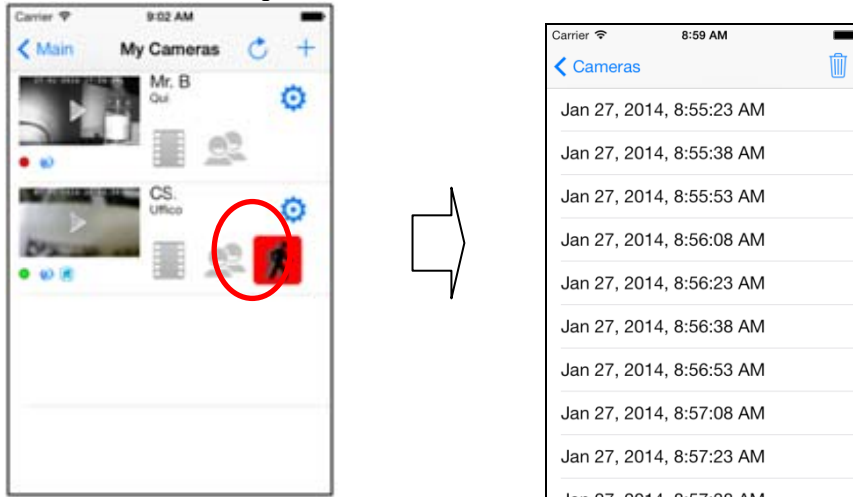 Carrier 9:02 AM
Main My Cameras
Mr. B
Qui
CS.
Uffico
Carrier 8:59 AM
Cameras
Jan 27, 2014, 8:55:23 AM
Jan 27, 2014, 8:55:38 AM
Jan 27, 2014, 8:55:53 AM
Jan 27, 2014, 8:56:08 AM
Jan 27, 2014, 8:56:23 AM
Jan 27, 2014, 8:56:38 AM
Jan 27, 2014, 8:56:53 AM
Jan 27, 2014, 8:57:08 AM
Jan 27, 2014, 8:57:23 AM